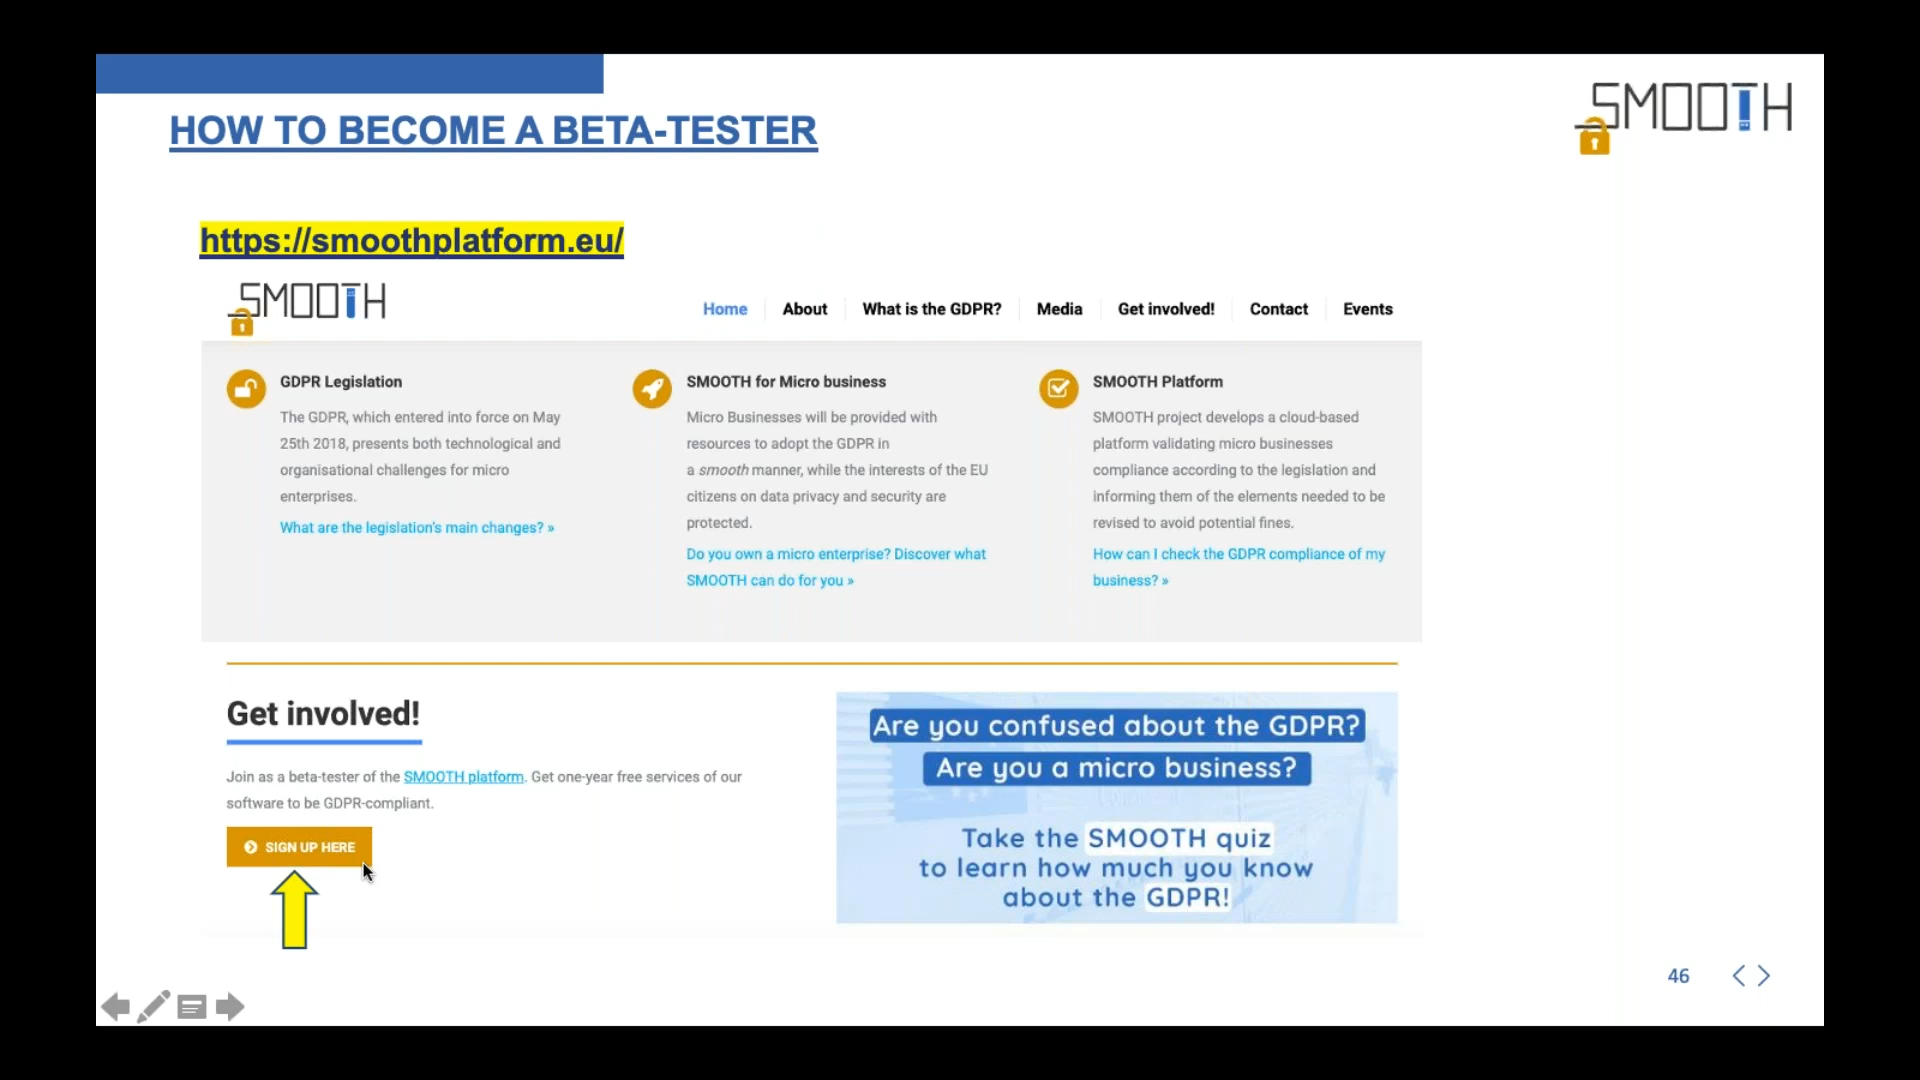 SMOOTH
HOW TO BECOME A BETA-TESTER
https://smoothplatform.eu/
SMOOTH
Home About What is the GDPR? Media Get involved! Contact Events
GDPR Legislation
The GDPR, which entered into force on May
25th 2018, presents both technological and
organisational challenges for micro
enterprises.
What are the legislation's main changes? »
SMOOTH for Micro business
Micro Businesses will be provided with
resources to adopt the GDPR in
a smooth manner, while the interests of the EU
citizens on data privacy and security are
protected.
Do you own a micro enterprise? Discover what
SMOOTH can do for you »
SMOOTH Platform
SMOOTH project develops a cloud-based
platform validating micro businesses
compliance according to the legislation and
informing them of the elements needed to be
revised to avoid potential fines.
How can I check the GDPR compliance of my
business? »
Get involved!
Join as a beta-tester of the SMOOTH platform. Get one-year free services of our
software to be GDPR-compliant.
SIGN UP HERE
Are you confused about the GDPR?
Are you a micro business?
Take the SMOOTH quiz
to learn how much you know
about the GDPR!
46